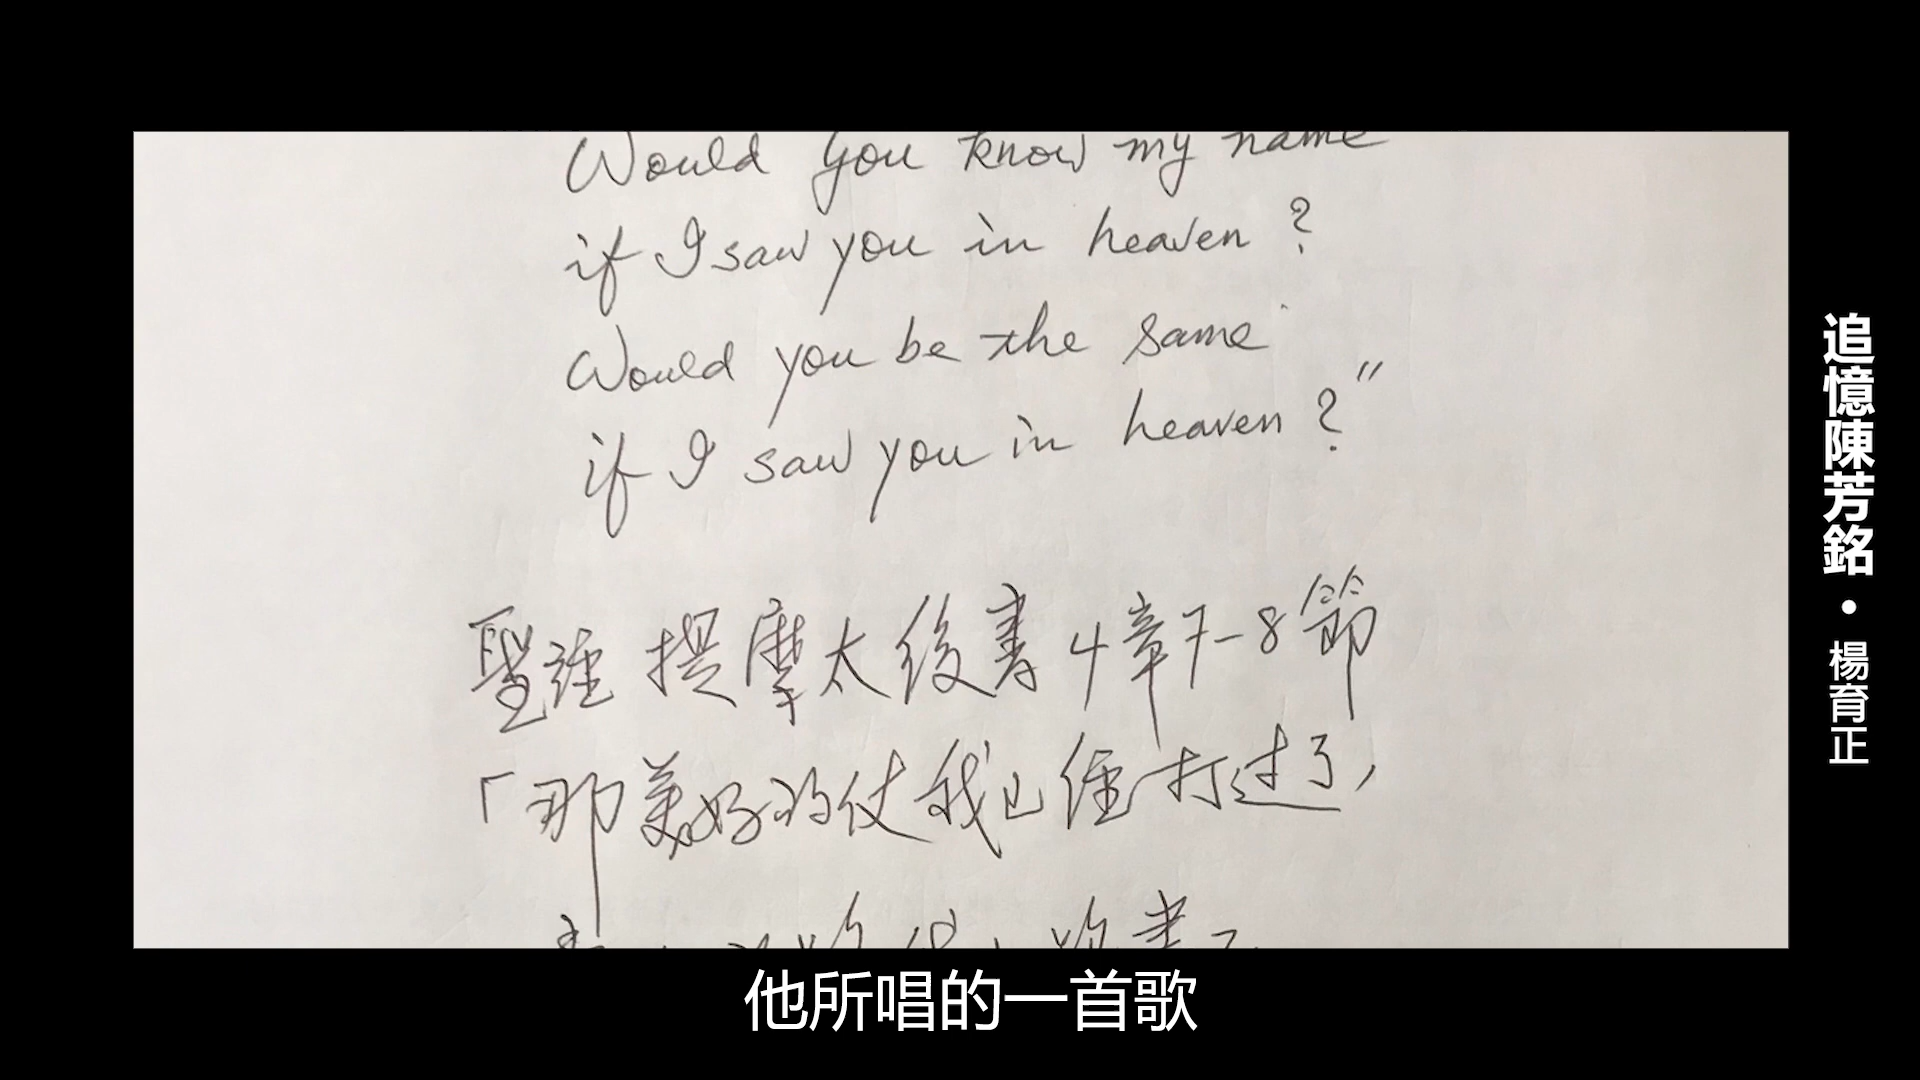 Would you know my name
if I saw you in heaven?
Would you be the same
if I saw you in heaven?"
聖經 提摩太後書 4章7-8節
「那美好的仗我已經打过了,
追憶陳芳銘・楊育正
他所唱的一首歌